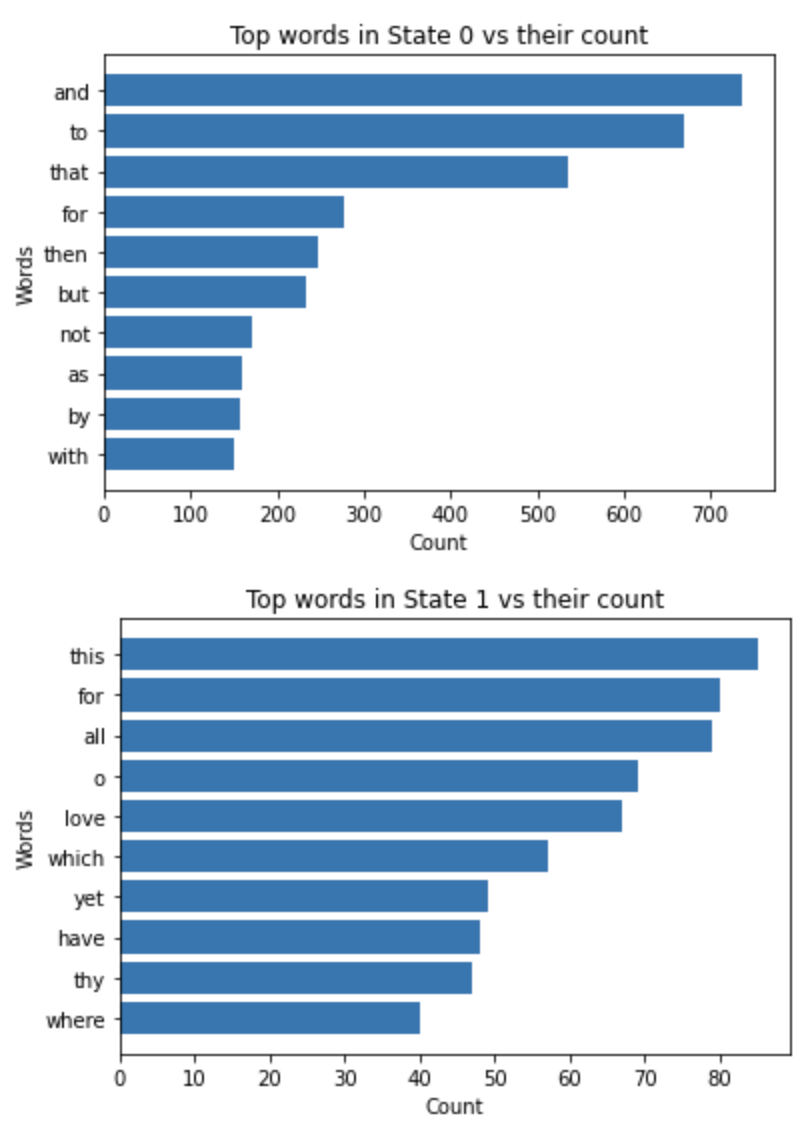 Top words in State 0 vs their count
and
to
that
for
then
but
not
as
by
with
Words
0 100 200 300 400 500 600 700
Count
Top words in State 1 vs their count
this
for
all
o
love
which
yet
have
thy
where
Words
0 10 20 30 40 50 60 70 80
Count